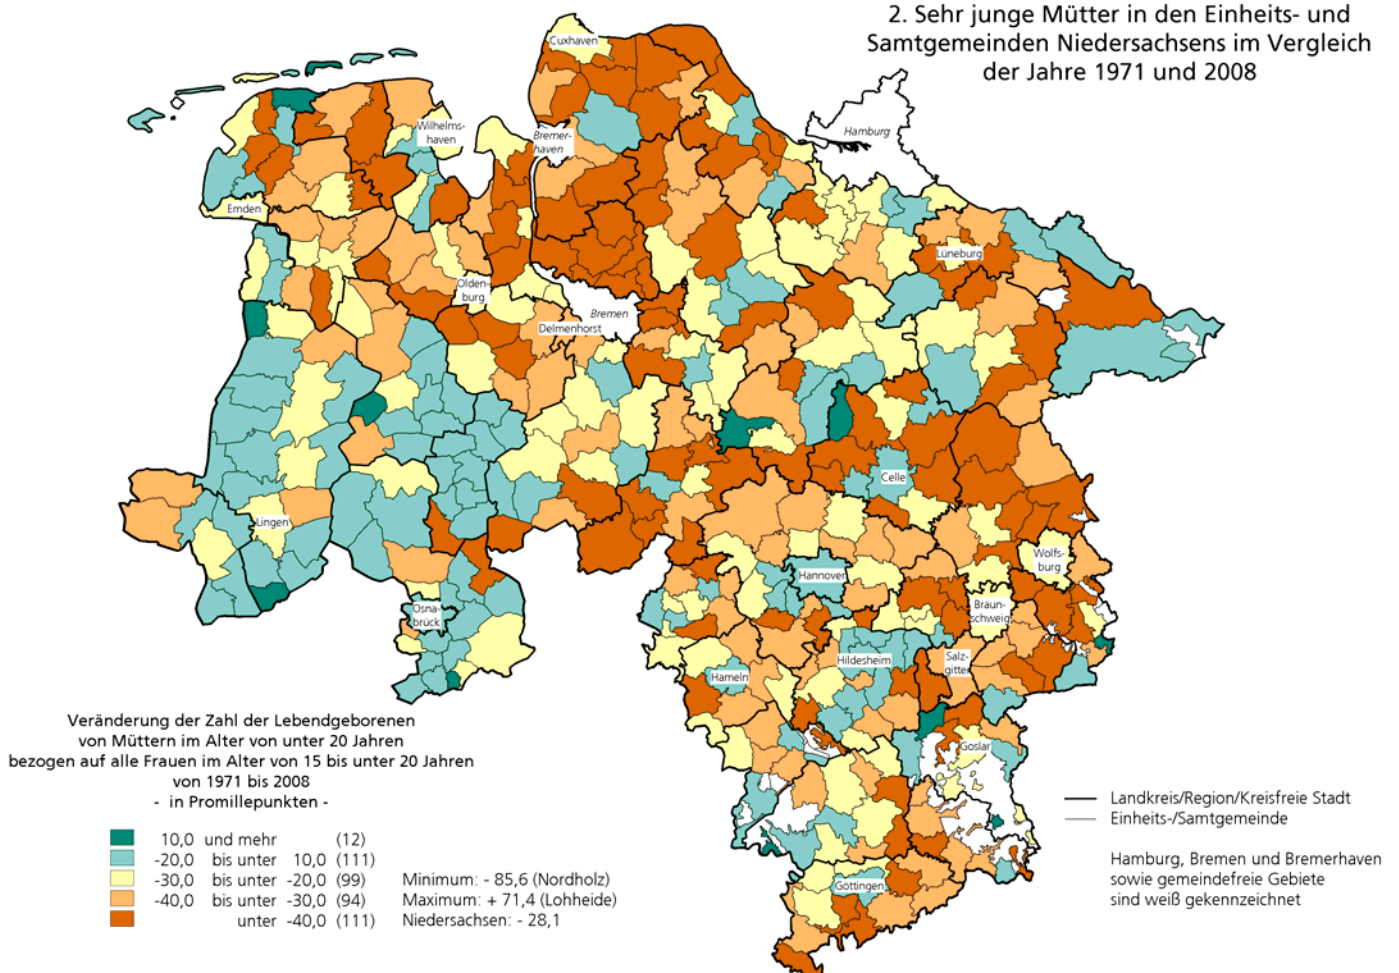 2. Sehr junge Mütter in den Einheits- und
Samtgemeinden Niedersachsens im Vergleich
der Jahre 1971 und 2008
Cuxhaven
Wilhelms-
haven
Bremer-
haven
Hamburg
Emden
Lüneburg
Olden-
burg
Bremen
Delmenhorst
Celle
Lingen
Wolfs-
burg
Hannover
Braun-
schweig
Osna-
brück
Hildesheim
Salz-
gitter
Hameln
Goslar
Göttingen
Veränderung der Zahl der Lebendgeborenen
von Müttern im Alter von unter 20 Jahren
bezogen auf alle Frauen im Alter von 15 bis unter 20 Jahren
von 1971 bis 2008
- in Promillepunkten -
10,0 und mehr (12)
-20,0 bis unter 10,0 (111)
-30,0 bis unter -20,0 (99)
-40,0 bis unter -30,0 (94)
unter -40,0 (111)
Minimum: - 85,6 (Nordholz)
Maximum: + 71,4 (Lohheide)
Niedersachsen: - 28,1
Landkreis/Region/Kreisfreie Stadt
Einheits-/Samtgemeinde
Hamburg, Bremen und Bremerhaven
sowie gemeindefreie Gebiete
sind weiß gekennzeichnet